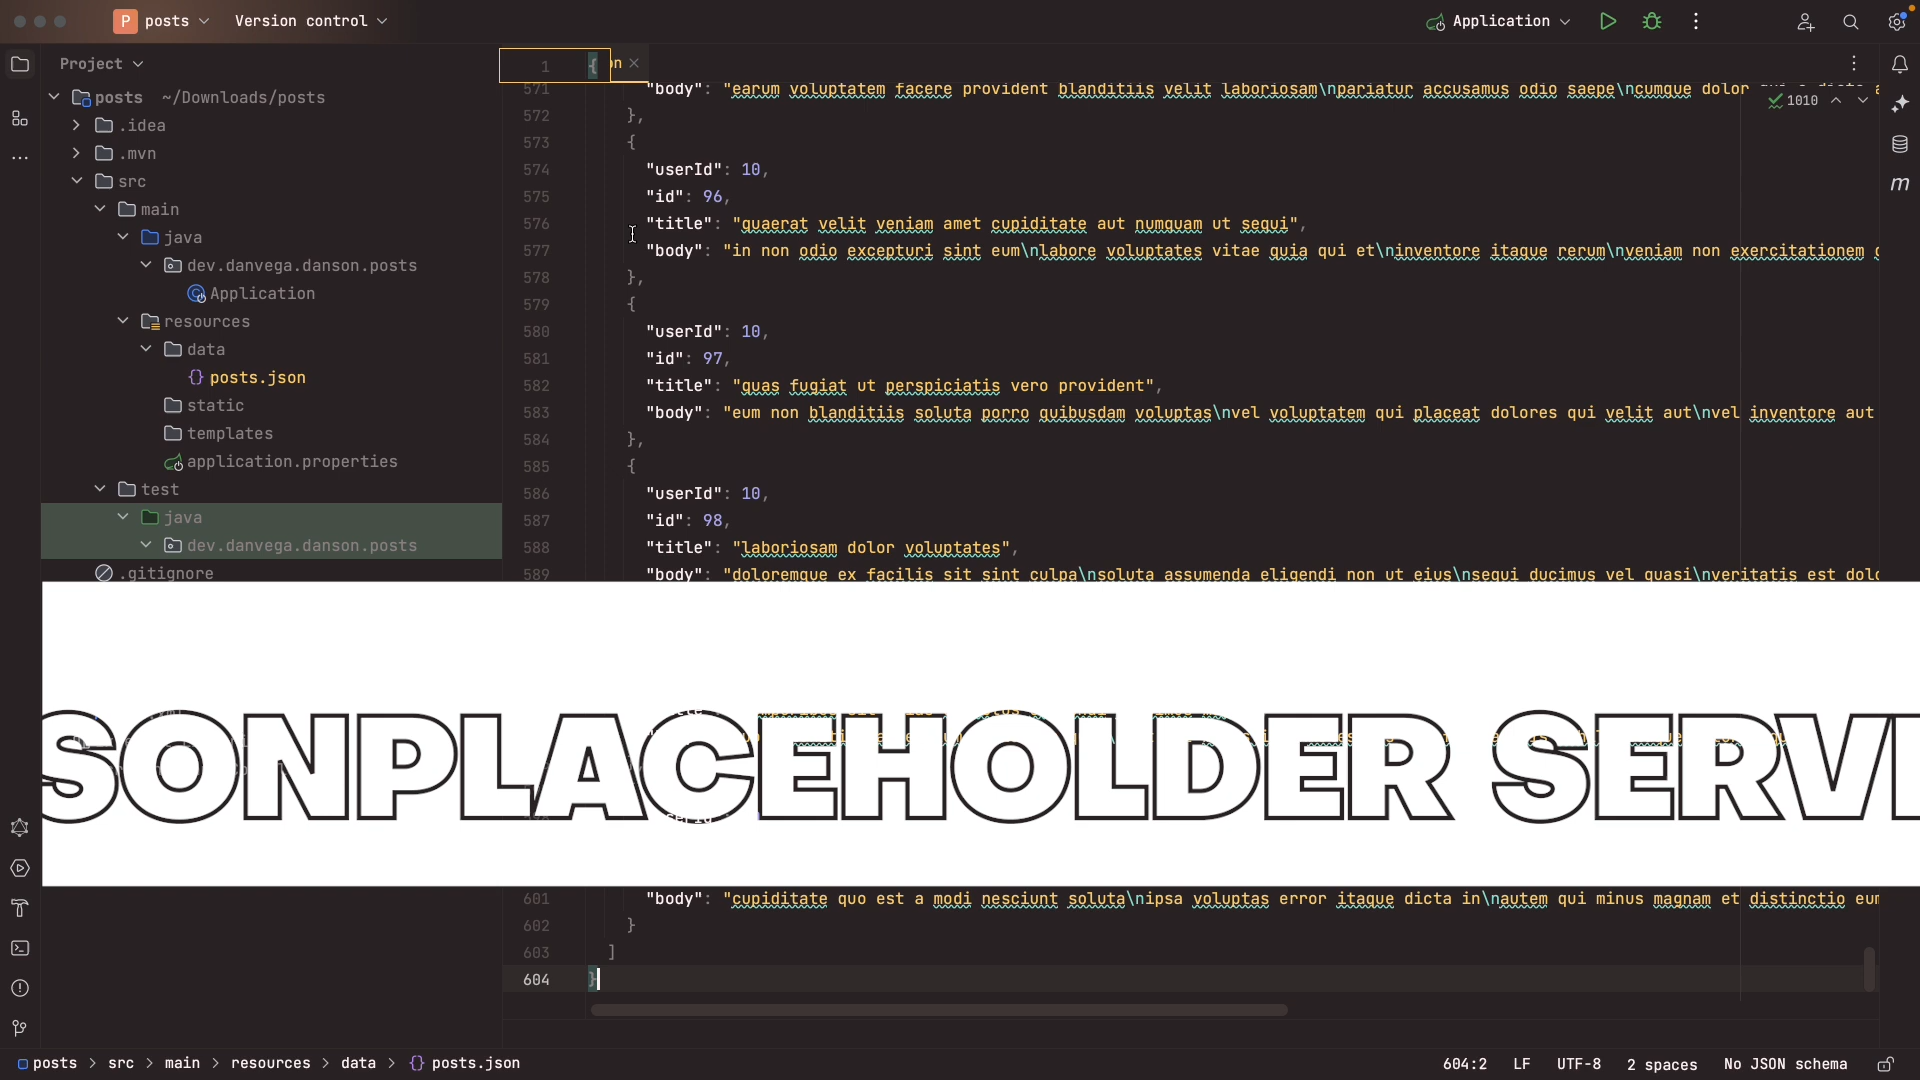 P posts Version control Application
Project
1 { on
posts ~/Downloads/posts
.idea
.mvn
src
main
java
dev.danvega.danson.posts
Application
resources
data
posts.json
static
templates
application.properties
test
java
dev.danvega.danson.posts
.gitignore
1010
571 "body": "earum voluptatem facere provident blanditiis velit laboriosam\npariatur accusamus odio saepe\ncumque dolor
572 },
573 {
574 "userId": 10,
575 "id": 96,
576 "title": "quaerat velit veniam amet cupiditate aut numquam ut sequi",
577 "body": "in non odio excepturi sint eum\nlabore voluptates vitae quia qui et\ninventore itaque rerum\nveniam non exercitationem
578 },
579 {
580 "userId": 10,
581 "id": 97,
582 "title": "quas fugiat ut perspiciatis vero provident",
583 "body": "eum non blanditiis soluta porro quibusdam voluptas\nvel voluptatem qui placeat dolores qui velit aut\nvel inventore aut
584 },
585 {
586 "userId": 10,
587 "id": 98,
588 "title": "laboriosam dolor voluptates",
589 "body": "doloremque ex facilis sit sint culpa\nsoluta assumenda eligendi non ut eius\nsequi ducimus vel quasi\nveritatis est dolo
SONPLACEHOLDER SERVI
601 "body": "cupiditate quo est a modi nesciunt soluta\nipsa voluptas error itaque dicta in\nautem qui minus magnam et distinctio eum
602 }
603 ]
604 }
posts > src > main > resources > data > {} posts.json
604:2 LF UTF-8 2 spaces No JSON schema
m